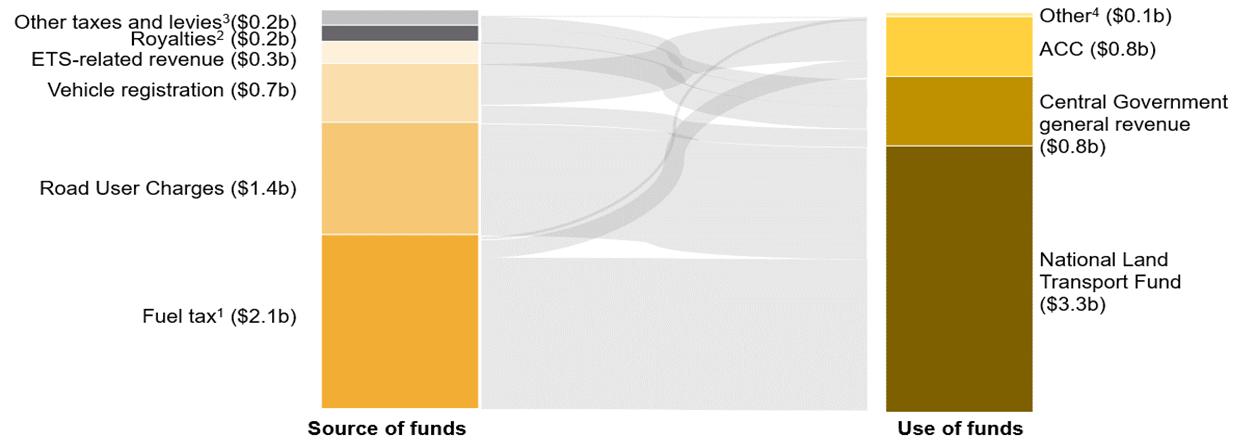 Other taxes and levies³($0.2b)
Royalties² ($0.2b)
ETS-related revenue ($0.3b)
Vehicle registration ($0.7b)
Road User Charges ($1.4b)
Fuel tax¹ ($2.1b)
Source of funds
Other⁴ ($0.1b)
ACC ($0.8b)
Central Government
general revenue
($0.8b)
National Land
Transport Fund
($3.3b)
Use of funds